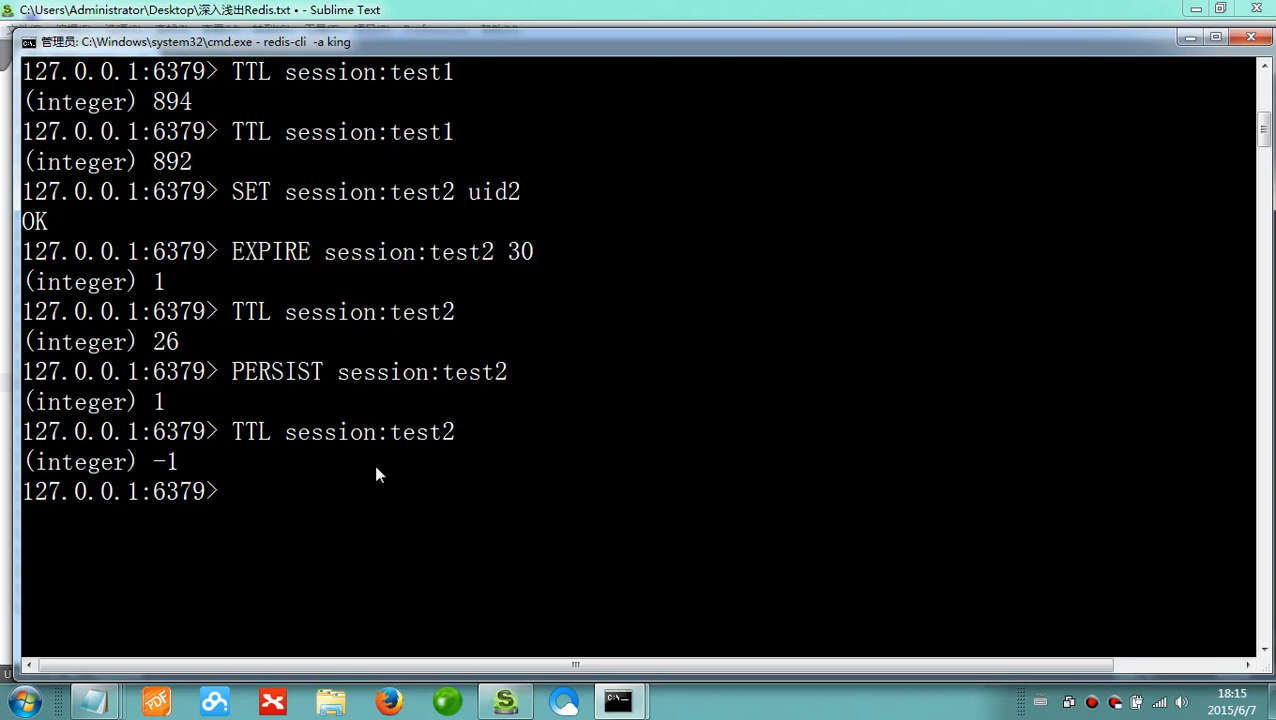 C:\Users\Administrator\Desktop\深入浅出Redis.txt • - Sublime Text
管理员: C:\Windows\system32\cmd.exe - redis-cli -a king
127.0.0.1:6379> TTL session:test1
(integer) 894
127.0.0.1:6379> TTL session:test1
(integer) 892
127.0.0.1:6379> SET session:test2 uid2
OK
127.0.0.1:6379> EXPIRE session:test2 30
(integer) 1
127.0.0.1:6379> TTL session:test2
(integer) 26
127.0.0.1:6379> PERSIST session:test2
(integer) 1
127.0.0.1:6379> TTL session:test2
(integer) -1
127.0.0.1:6379>
PDF
18:15
2015/6/7